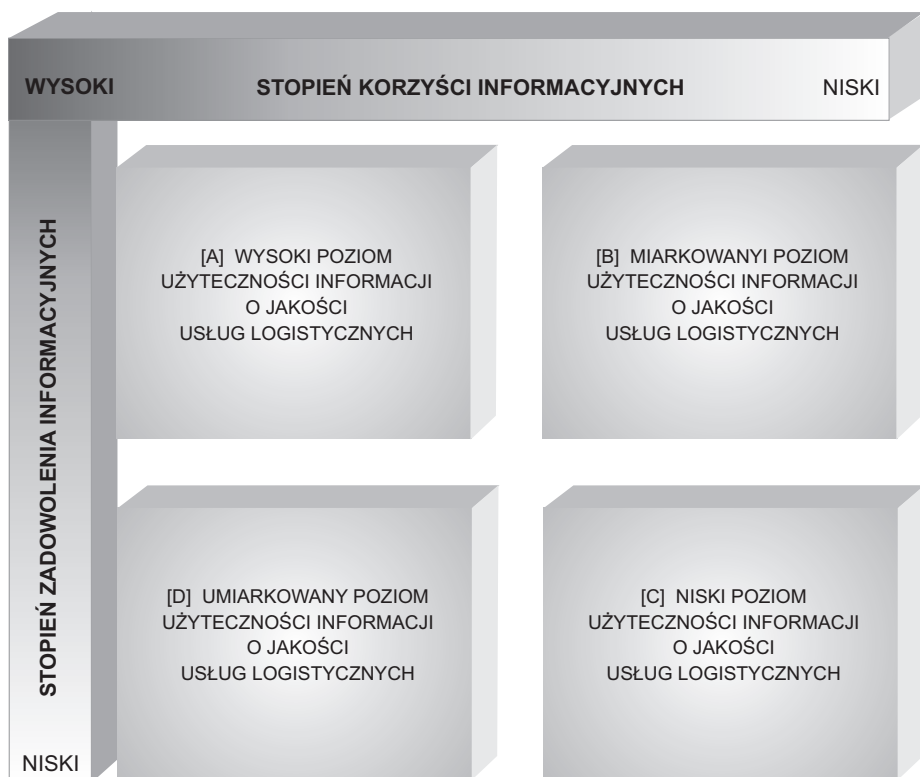 WYSOKI STOPIEŃ KORZYŚCI INFORMACYJNYCH NISKI
STOPIEŃ ZADOWOLENIA INFORMACYJNYCH
[A] WYSOKI POZIOM
UŻYTECZNOŚCI INFORMACJI
O JAKOŚCI
USŁUG LOGISTYCZNYCH
[B] MIARKOWANYI POZIOM
UŻYTECZNOŚCI INFORMACJI
O JAKOŚCI
USŁUG LOGISTYCZNYCH
[D] UMIARKOWANY POZIOM
UŻYTECZNOŚCI INFORMACJI
O JAKOŚCI
USŁUG LOGISTYCZNYCH
[C] NISKI POZIOM
UŻYTECZNOŚCI INFORMACJI
O JAKOŚCI
USŁUG LOGISTYCZNYCH
NISKI